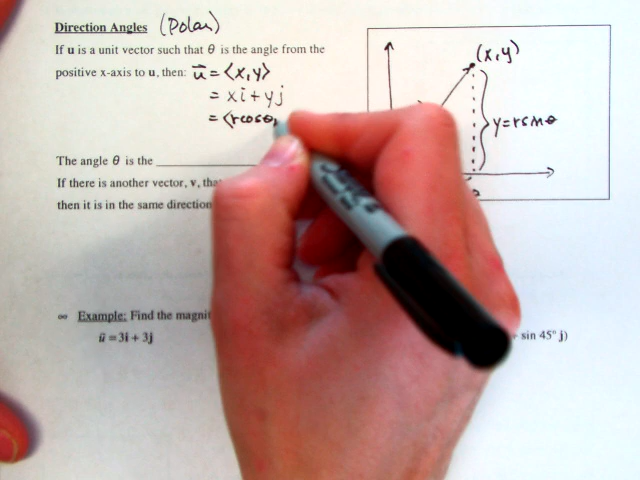 Direction Angles (Polar)
If u is a unit vector such that θ is the angle from the
positive x-axis to u, then: u⃗ = ⟨x, y⟩
= xi + yj
= ⟨rcosθ,
(x, y)
y = rsinθ
The angle θ is the
If there is another vector, v,
then it is in the same direction
∞ Example: Find the
ū = 3i + 3j
sin 45° j)